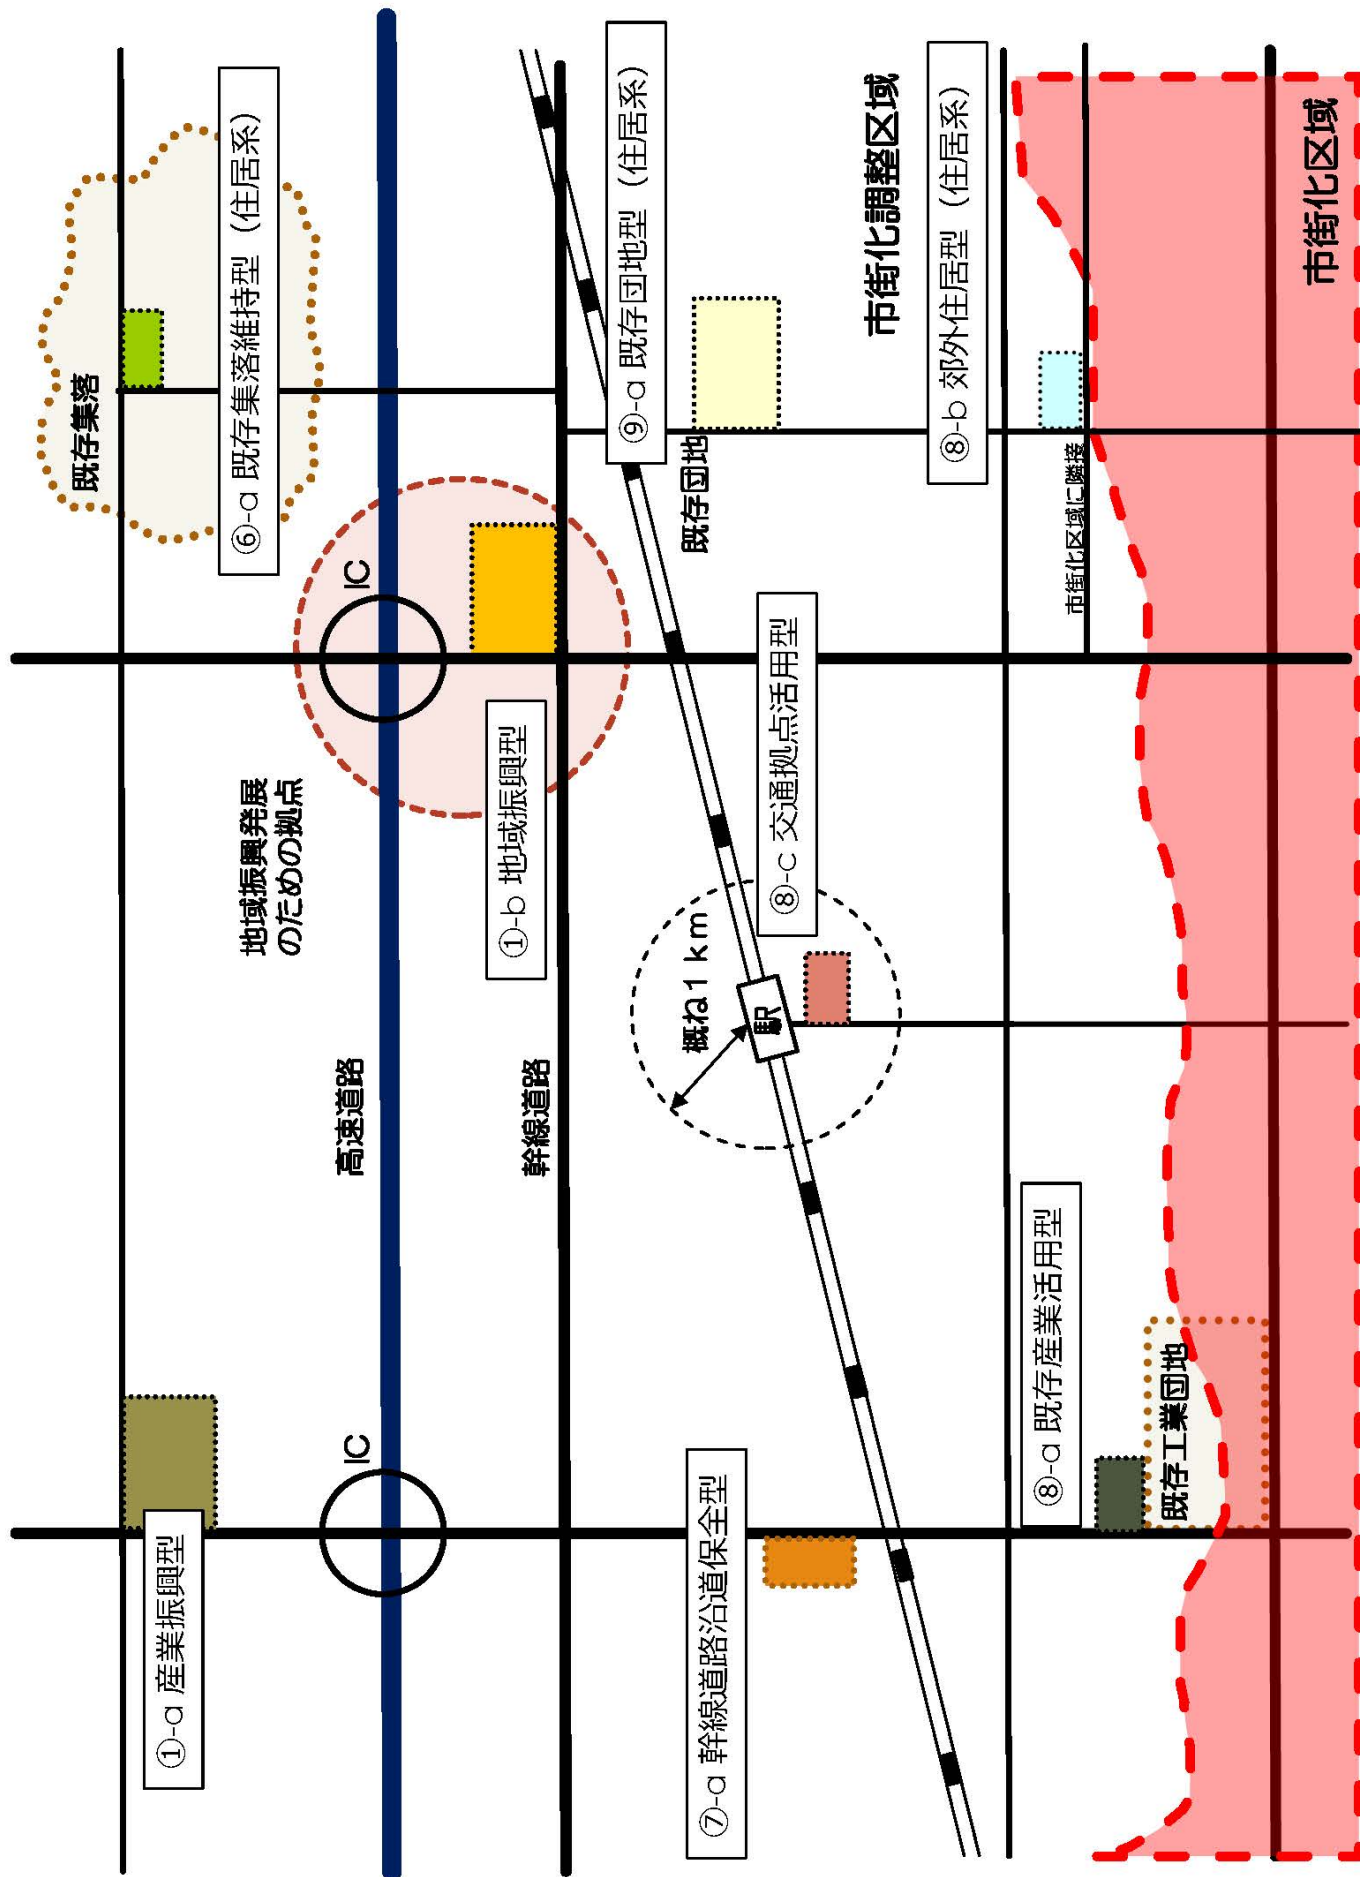 既存集落
①-a 産業振興型
⑥-a 既存集落維持型（住居系）
地域振興発展
のための拠点
IC
高速道路
IC
①-b 地域振興型
幹線道路
⑨-a 既存団地型（住居系）
概ね1km
既存団地
⑦-a 幹線道路沿道保全型
駅
⑧-c 交通拠点活用型
市街化調整区域
⑧-b 郊外住居型（住居系）
⑧-a 既存産業活用型
市街化区域に隣接
既存工業団地
市街化区域